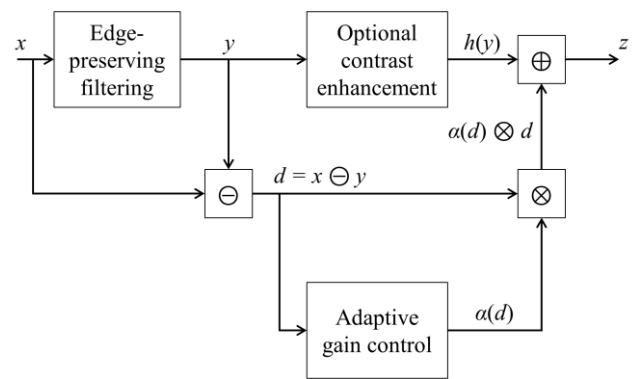 x
Edge-
preserving
filtering
y
Optional
contrast
enhancement
h(y)
⊕
z
α(d) ⊗ d
⊖
d = x ⊖ y
⊗
Adaptive
gain control
α(d)